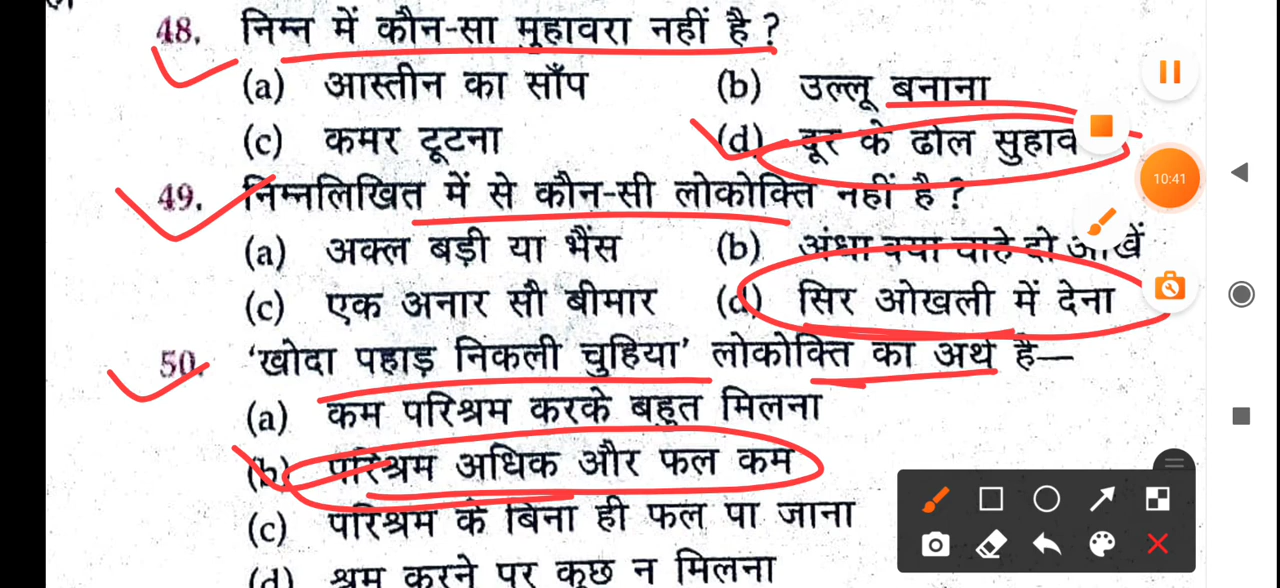 48. निम्न में कौन-सा मुहावरा नहीं है ?
(a) आस्तीन का साँप (b) उल्लू बनाना
(c) कमर टूटना (d) दूर के ढोल सुहाव
10:41
49. निम्नलिखित में से कौन-सी लोकोक्ति नहीं है ?
(a) अक्ल बड़ी या भैंस (b) अंधा क्या चाहे दो आँखें
(c) एक अनार सौ बीमार (d) सिर ओखली में देना
50. ‘खोदा पहाड़ निकली चुहिया’ लोकोक्ति का अर्थ है—
(a) कम परिश्रम करके बहुत मिलना
(b) परिश्रम अधिक और फल कम
(c) परिश्रम के बिना ही फल पा जाना
(d) श्रम करने पर कुछ न मिलना